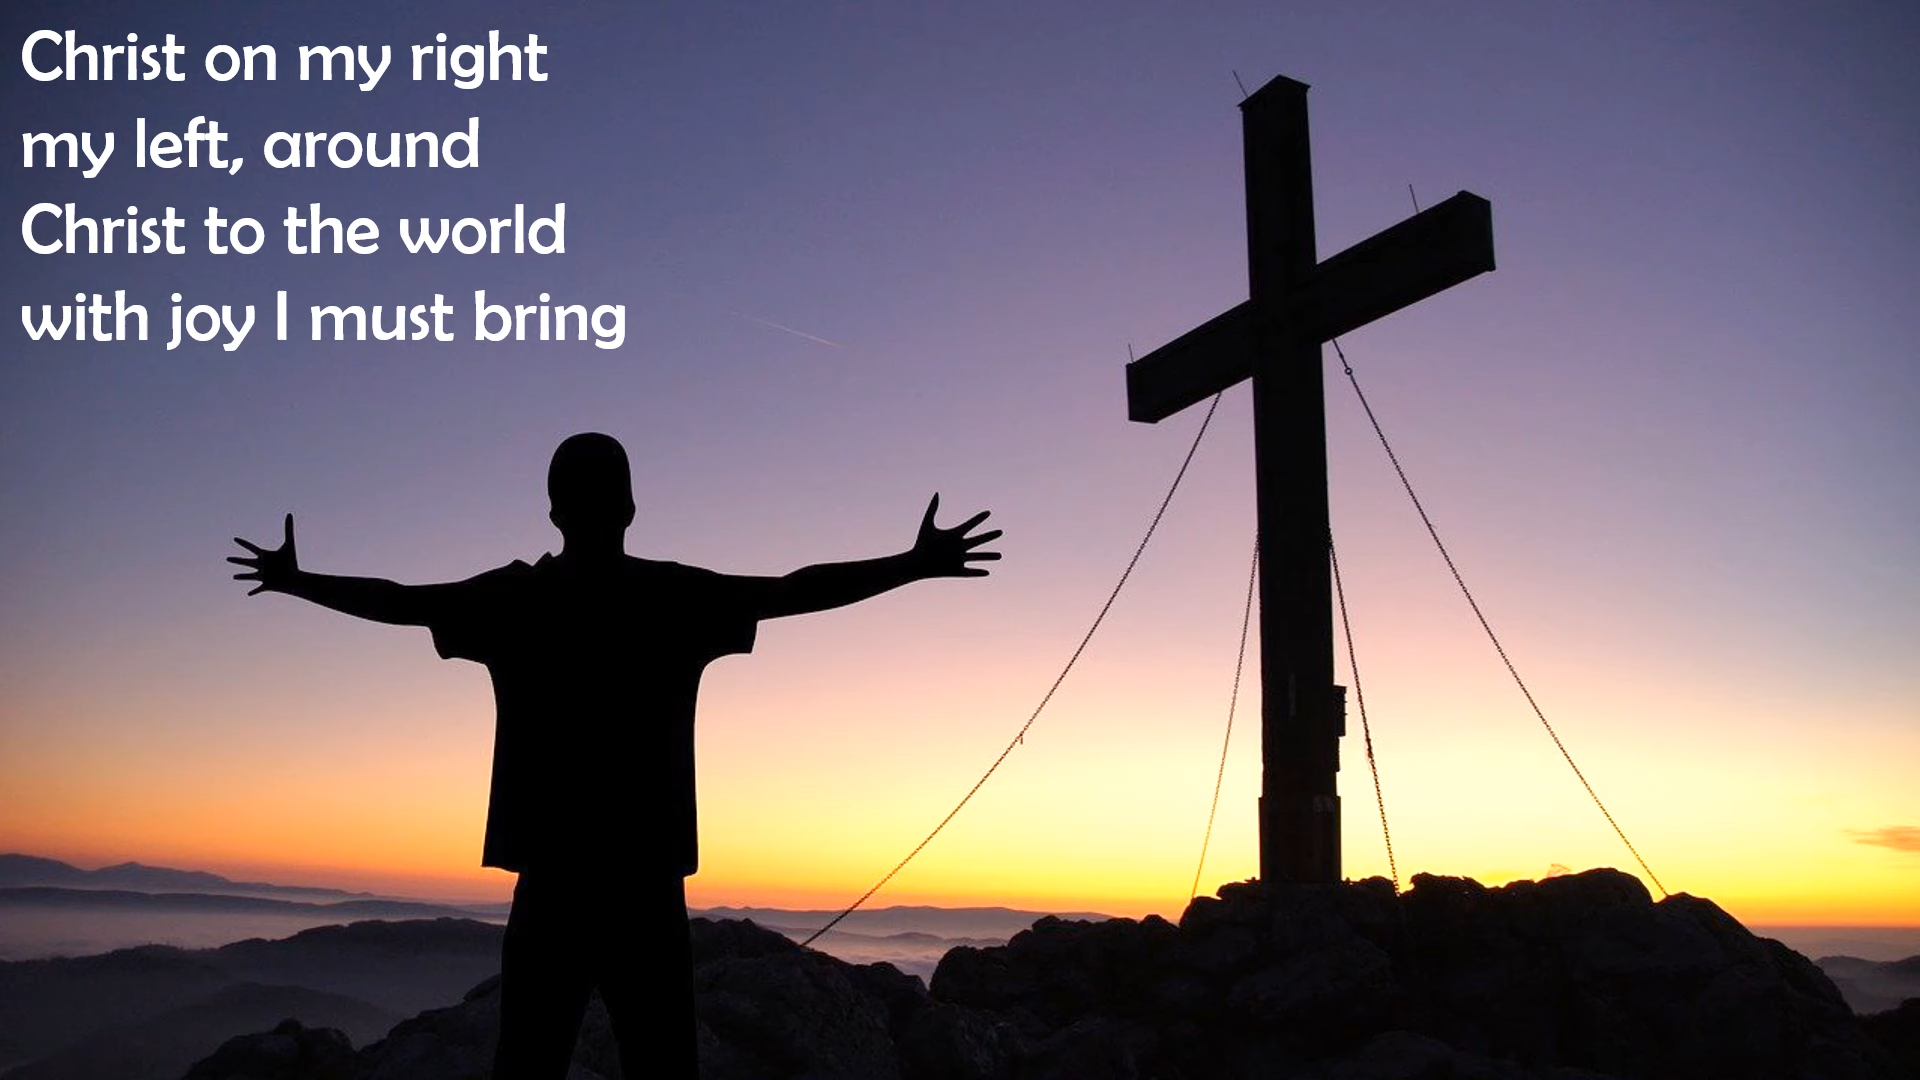 Christ on my right
my left, around
Christ to the world
with joy I must bring